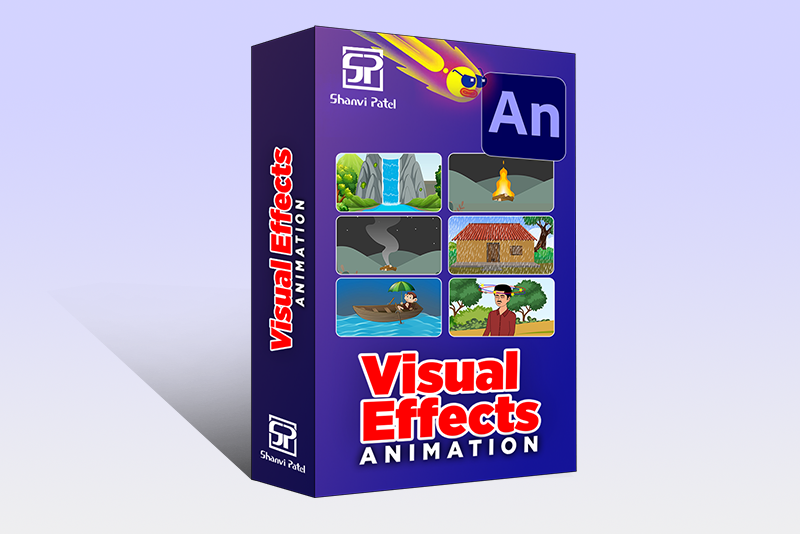 SP
Shanvi Patel
An
Visual
Effects
ANIMATION
Visual Effects
ANIMATION
SP
Shanvi Patel